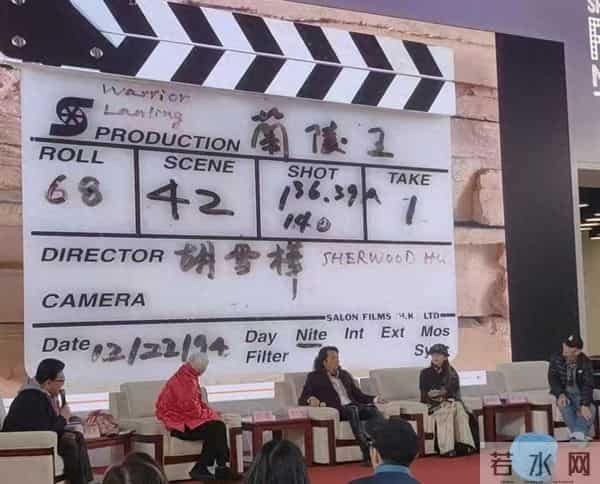 Warrior
Lanling
PRODUCTION 蘭陵王
ROLL SCENE SHOT TAKE
68 42 136.39A 1
140
DIRECTOR 胡雪樺 SHERWOOD HU
CAMERA
SALON FILMS H.K. LTD
Date 12/22/94 Day Nite Int Ext Mos
Filter Sy
若水网